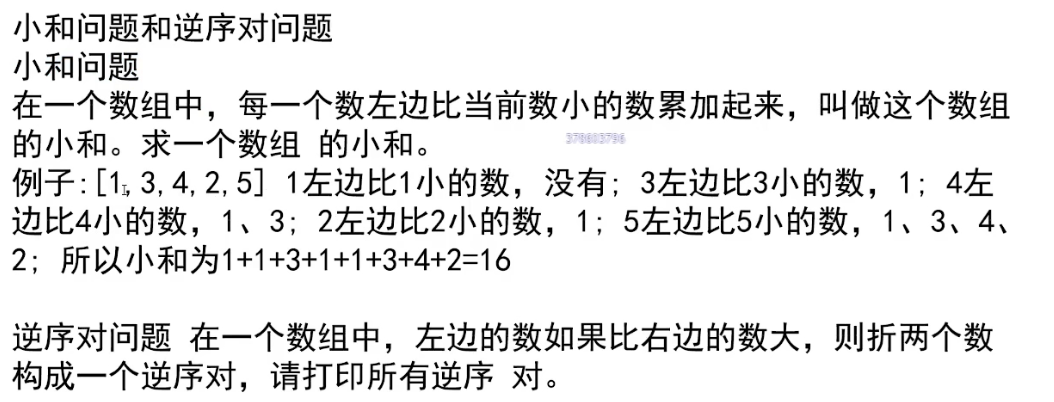 小和问题和逆序对问题
小和问题
在一个数组中，每一个数左边比当前数小的数累加起来，叫做这个数组
的小和。求一个数组 的小和。
370803796
例子:[1,3,4,2,5] 1左边比1小的数，没有; 3左边比3小的数，1; 4左
边比4小的数，1、3; 2左边比2小的数，1; 5左边比5小的数，1、3、4、
2; 所以小和为1+1+3+1+1+3+4+2=16
逆序对问题 在一个数组中，左边的数如果比右边的数大，则折两个数
构成一个逆序对，请打印所有逆序 对。